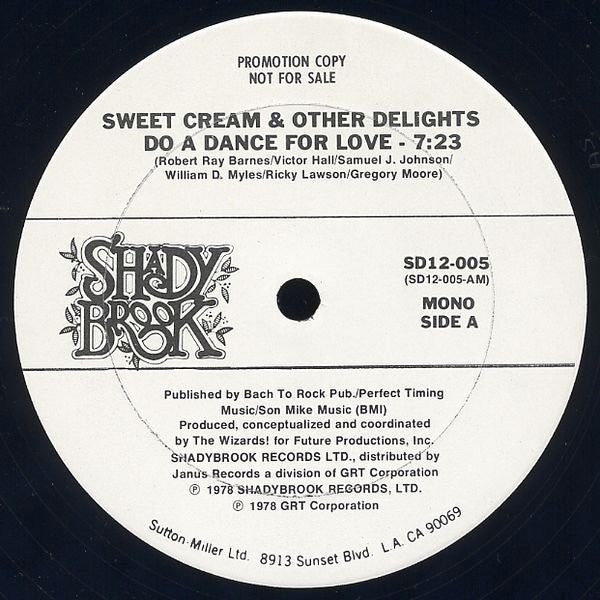 PROMOTION COPY
NOT FOR SALE
SWEET CREAM & OTHER DELIGHTS
DO A DANCE FOR LOVE - 7:23
(Robert Ray Barnes/Victor Hall/Samuel J. Johnson/
William D. Myles/Ricky Lawson/Gregory Moore)
SHADY
BROOK
SD12-005
(SD12-005-AM)
MONO
SIDE A
Published by Bach To Rock Pub./Perfect Timing
Music/Son Mike Music (BMI)
Produced, conceptualized and coordinated
by The Wizards! for Future Productions, Inc.
SHADYBROOK RECORDS LTD., distributed by
Janus Records a division of GRT Corporation
℗ 1978 SHADYBROOK RECORDS, LTD.
℗ 1978 GRT Corporation
Sutton-Miller Ltd. 8913 Sunset Blvd. L.A. CA 90069